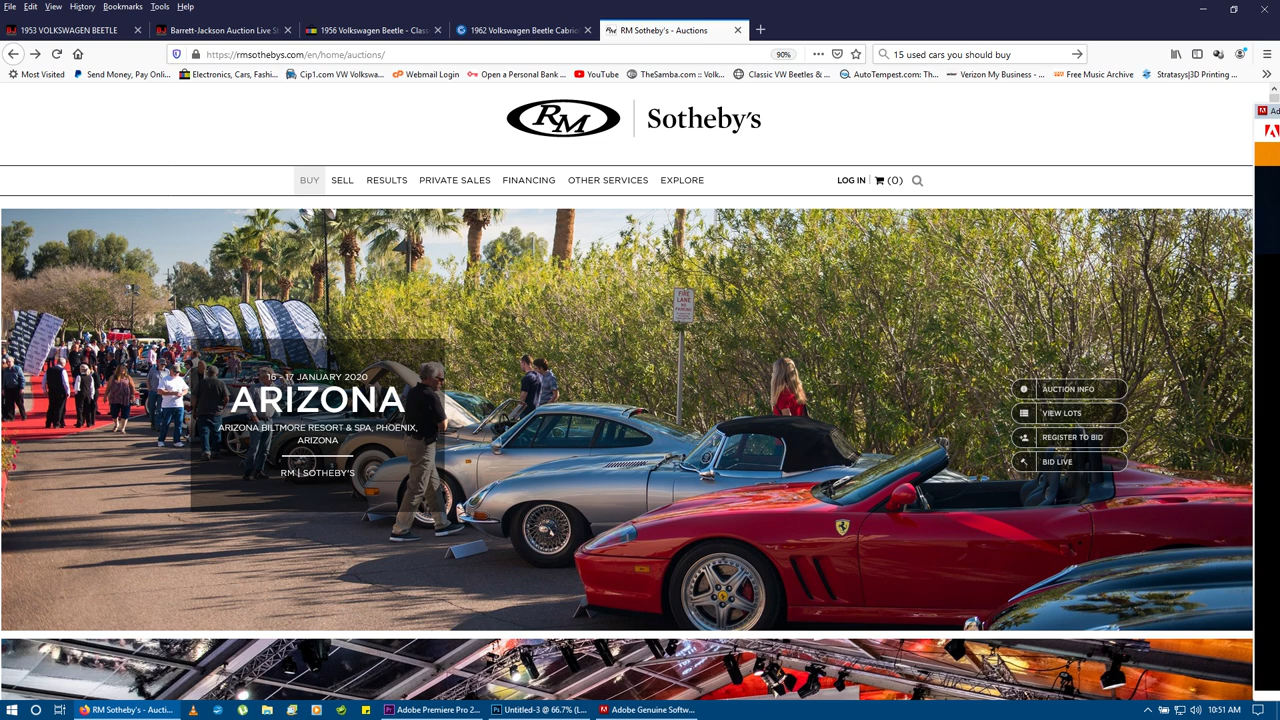 File Edit View History Bookmarks Tools Help
1953 VOLKSWAGEN BEETLE
Barrett-Jackson Auction Live St
1956 Volkswagen Beetle - Class
1962 Volkswagen Beetle Cabrio
RM Sotheby's - Auctions
https://rmsothebys.com/en/home/auctions/
90%
15 used cars you should buy
Most Visited
Send Money, Pay Onli...
Electronics, Cars, Fashi...
Cip1.com VW Volkswa...
Webmail Login
Open a Personal Bank ...
YouTube
TheSamba.com :: Volk...
Classic VW Beetles & ...
AutoTempest.com: Th...
Verizon My Business - ...
Free Music Archive
Stratasys|3D Printing ...
RM Sotheby's
Ad
BUY SELL RESULTS PRIVATE SALES FINANCING OTHER SERVICES EXPLORE
LOG IN (0)
FIRE
LANE
16 - 17 JANUARY 2020
ARIZONA
ARIZONA BILTMORE RESORT & SPA, PHOENIX,
ARIZONA
RM | SOTHEBY'S
AUCTION INFO
VIEW LOTS
REGISTER TO BID
BID LIVE
RM Sotheby's - Aucti...
Adobe Premiere Pro 2...
Untitled-3 @ 66.7% (L...
Adobe Genuine Softw...
10:51 AM